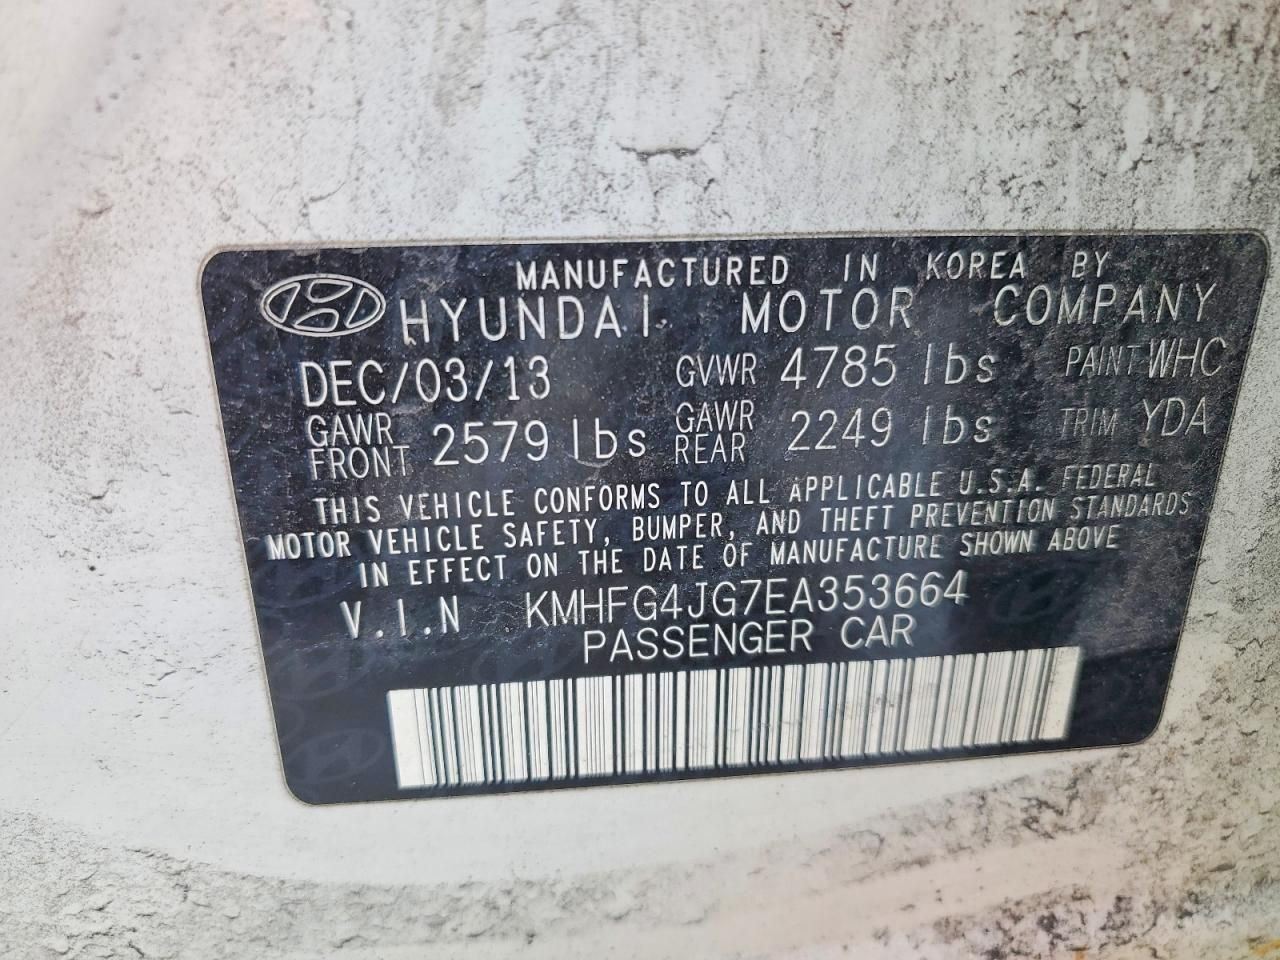 MANUFACTURED IN KOREA BY
HYUNDAI MOTOR COMPANY
DEC/03/13 GVWR 4785 lbs PAINT WHC
GAWR FRONT 2579 lbs GAWR REAR 2249 lbs TRIM YDA
THIS VEHICLE CONFORMS TO ALL APPLICABLE U.S.A. FEDERAL
MOTOR VEHICLE SAFETY, BUMPER, AND THEFT PREVENTION STANDARDS
IN EFFECT ON THE DATE OF MANUFACTURE SHOWN ABOVE
V.I.N KMHFG4JG7EA353664
PASSENGER CAR